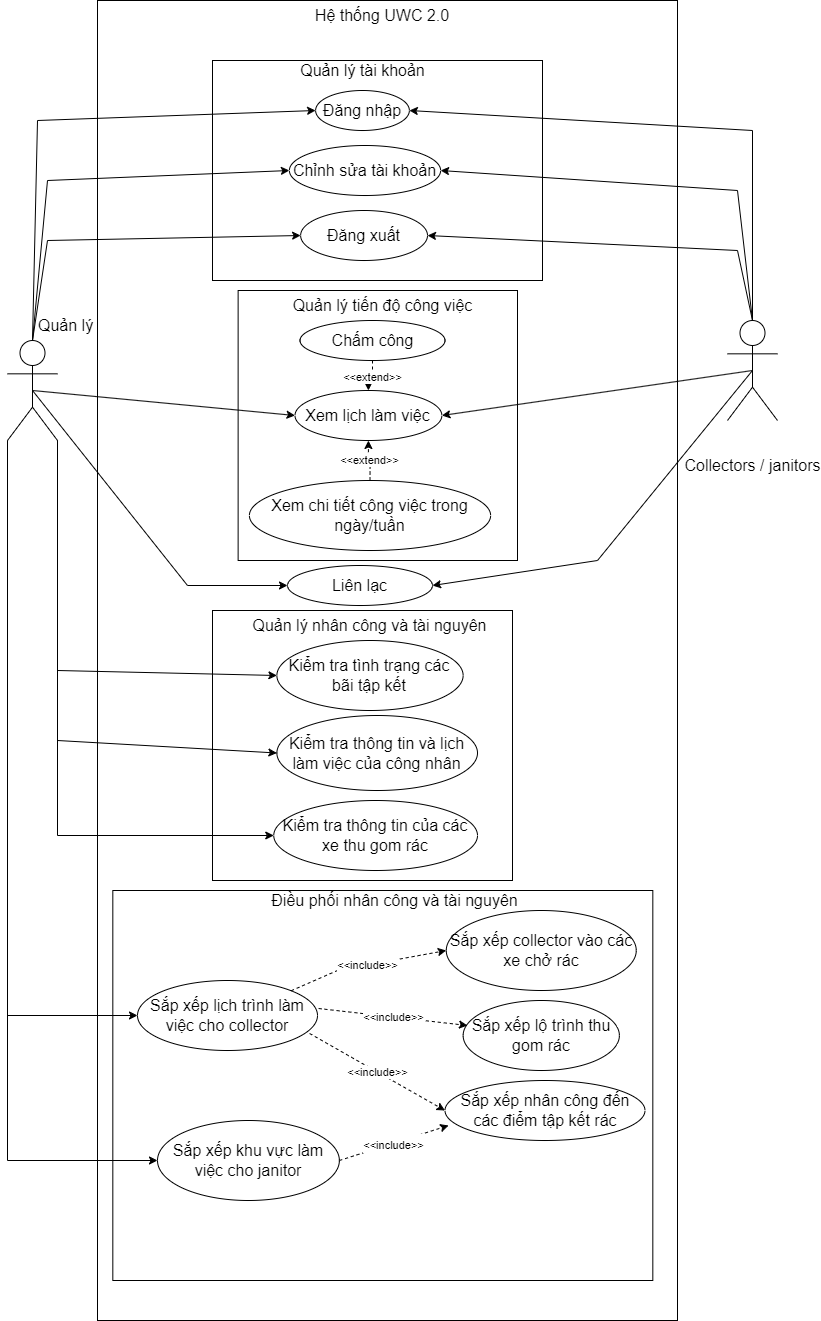 Hệ thống UWC 2.0
Quản lý tài khoản
Đăng nhập
Chỉnh sửa tài khoản
Đăng xuất
Quản lý
Quản lý tiến độ công việc
Chấm công
<<extend>>
Xem lịch làm việc
<<extend>>
Xem chi tiết công việc trong
ngày/tuần
Collectors / janitors
Liên lạc
Quản lý nhân công và tài nguyên
Kiểm tra tình trạng các
bãi tập kết
Kiểm tra thông tin và lịch
làm việc của công nhân
Kiểm tra thông tin của các
xe thu gom rác
Điều phối nhân công và tài nguyên
Sắp xếp collector vào các
xe chở rác
<<include>>
Sắp xếp lịch trình làm
việc cho collector
<<include>>
Sắp xếp lộ trình thu
gom rác
<<include>>
Sắp xếp nhân công đến
các điểm tập kết rác
<<include>>
Sắp xếp khu vực làm
việc cho janitor